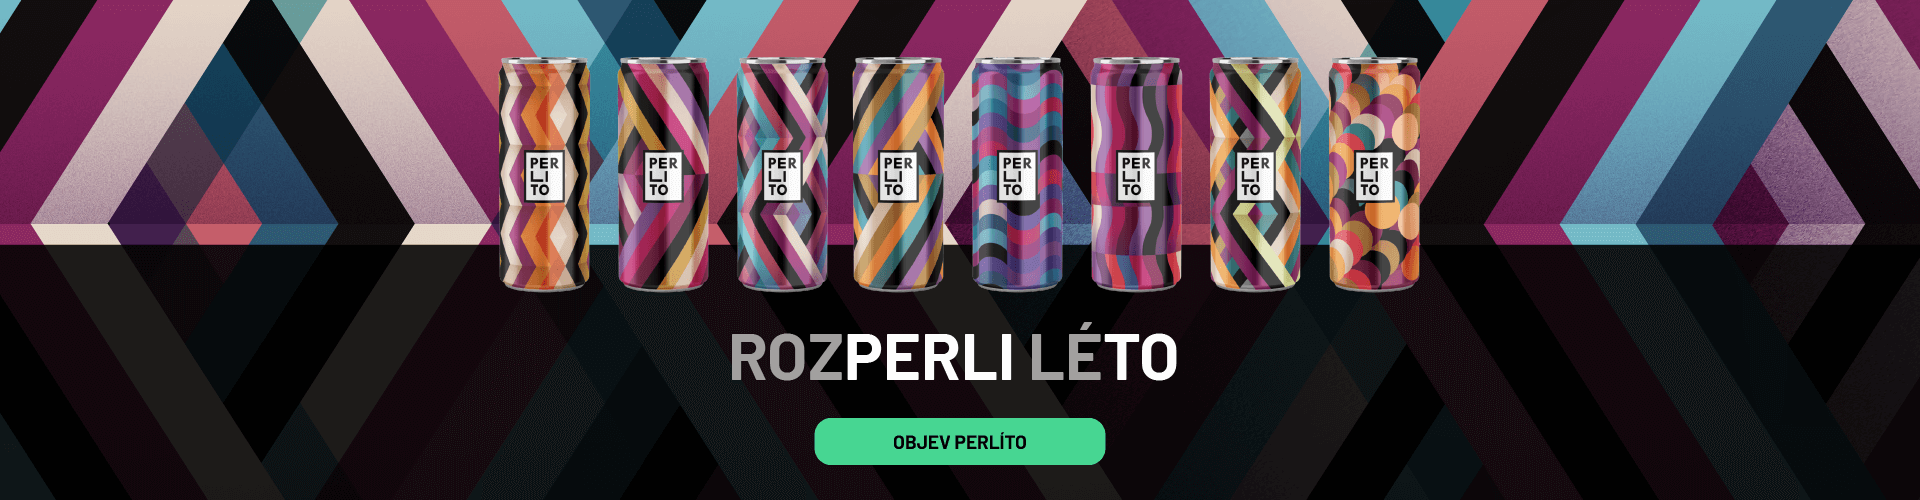 PER PER PER PER PER PER PER PER
LI LI LI LI LI LI LI LI
TO TO TO TO TO TO TO TO
ROZPERLI LÉTO
OBJEV PERLÍTO